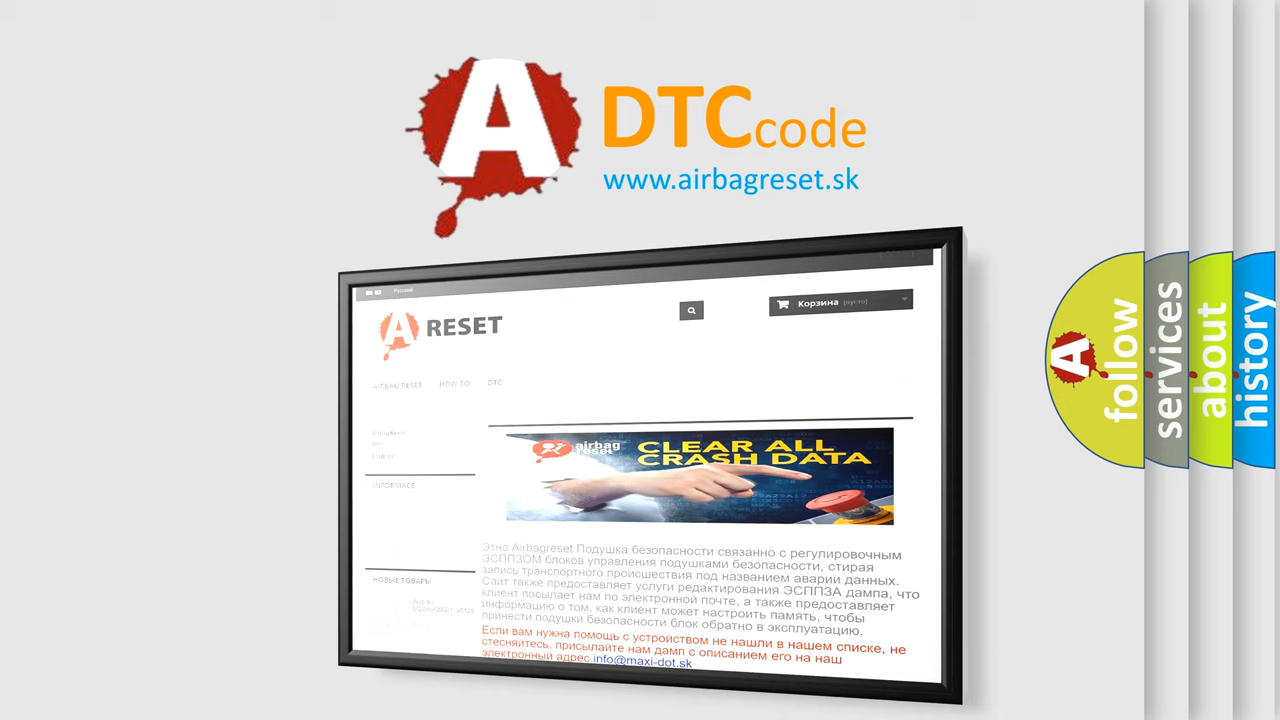 A
DTCcode
www.airbagreset.sk
Русский
A RESET
Корзина (пусто)
AIRBAG RESET HOW TO DTC
INFORMACE
НОВЫЕ ТОВАРЫ
airbag
reset
CLEAR ALL
CRASH DATA
Этно Airbagreset Подушка безопасности связанно с регулировочным
ЭСППЗОМ блоков управления подушками безопасности, стирая
запись транспортного происшествия под названием аварии данных.
Сайт также предоставляет услуги редактирования ЭСППЗА дампа, что
клиент посылает нам по электронной почте, а также предоставляет
информацию о том, как клиент может настроить память, чтобы
принести подушки безопасности блок обратно в эксплуатацию.
Если вам нужна помощь с устройством не нашли в нашем списке, не
стесняйтесь, присылайте нам дамп с описанием его на наш
электронный адрес info@maxi-dot.sk
A
follow
services
about
history